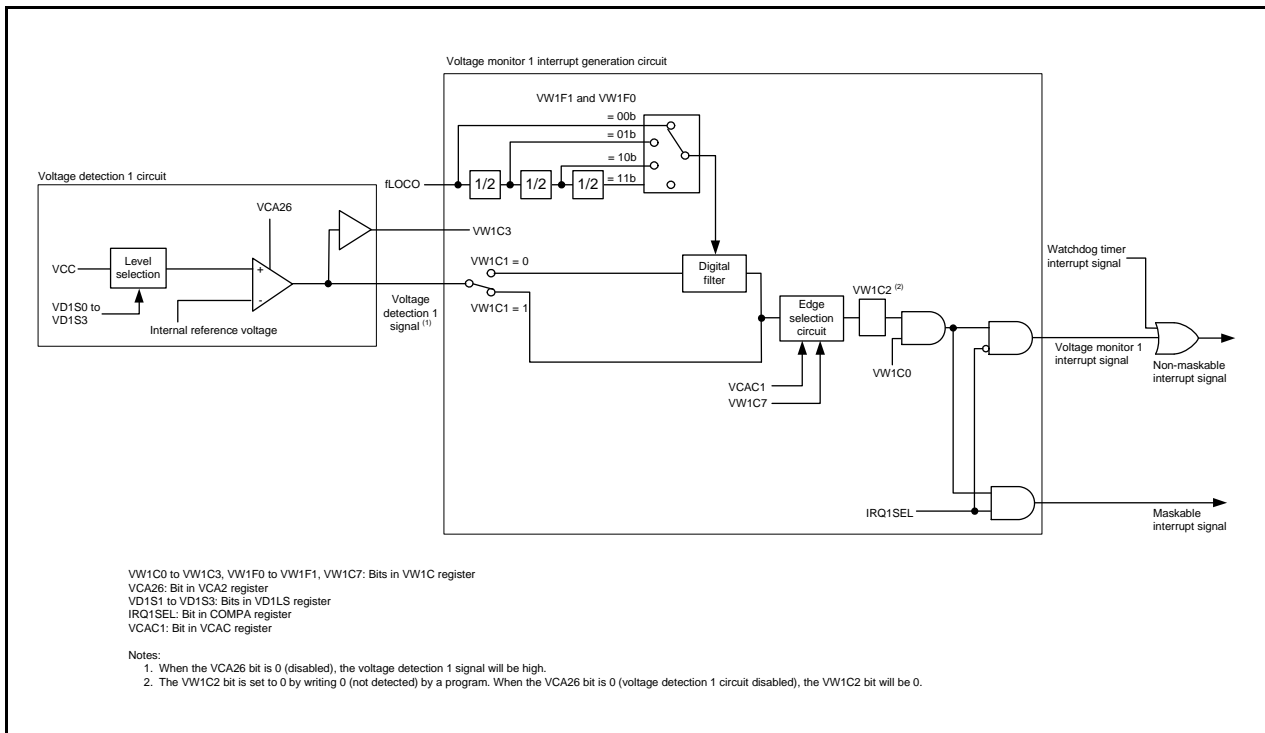 Voltage monitor 1 interrupt generation circuit
VW1F1 and VW1F0
= 00b
= 01b
= 10b
= 11b
fLOCO
1/2
1/2
1/2
Voltage detection 1 circuit
VCA26
VW1C3
VCC
Level
selection
+
-
VD1S0 to
VD1S3
Internal reference voltage
VW1C1 = 0
VW1C1 = 1
Voltage
detection 1
signal (1)
Digital
filter
Edge
selection
circuit
VW1C2 (2)
VCAC1
VW1C7
VW1C0
Watchdog timer
interrupt signal
Voltage monitor 1
interrupt signal
Non-maskable
interrupt signal
IRQ1SEL
Maskable
interrupt signal
VW1C0 to VW1C3, VW1F0 to VW1F1, VW1C7: Bits in VW1C register
VCA26: Bit in VCA2 register
VD1S1 to VD1S3: Bits in VD1LS register
IRQ1SEL: Bit in COMPA register
VCAC1: Bit in VCAC register
Notes:
1. When the VCA26 bit is 0 (disabled), the voltage detection 1 signal will be high.
2. The VW1C2 bit is set to 0 by writing 0 (not detected) by a program. When the VCA26 bit is 0 (voltage detection 1 circuit disabled), the VW1C2 bit will be 0.